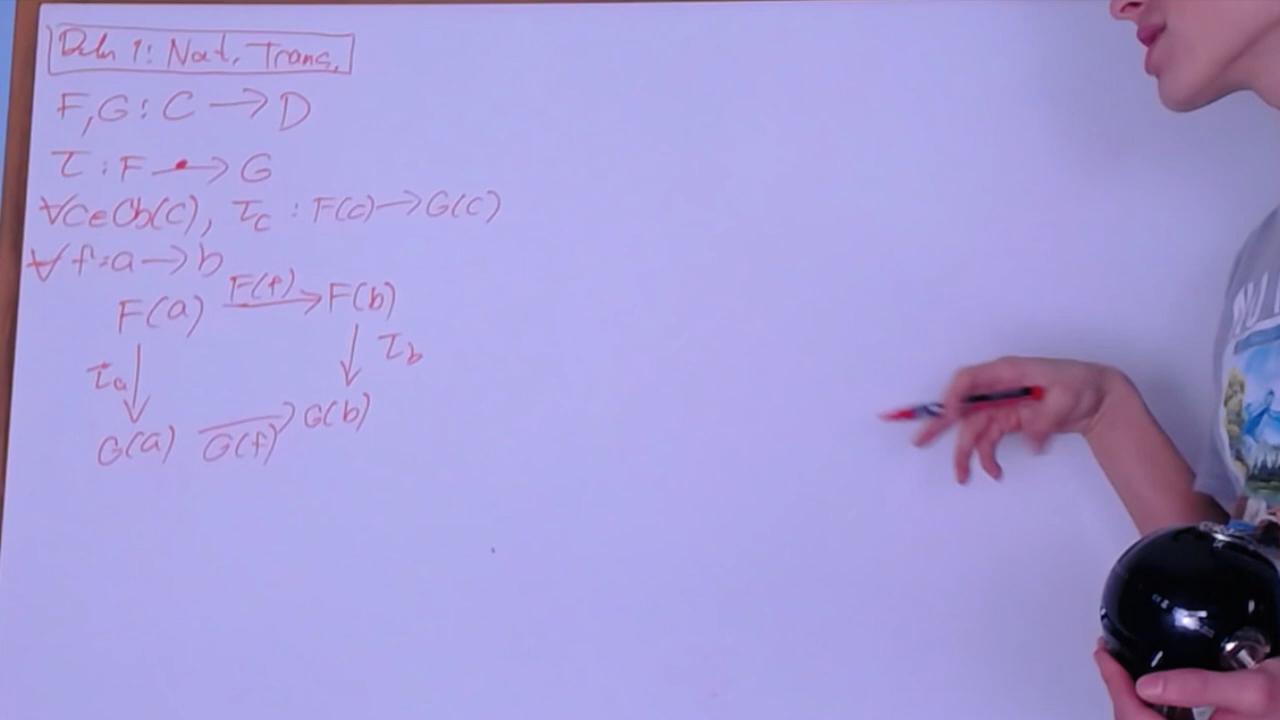 Defn 1: Nat. Trans.
F,G: C → D
τ : F → G
∀c∈Ob(C), τ_c : F(c) → G(c)
∀ f: a → b
F(a) F(f) → F(b)
τ_a ↓ ↓ τ_b
G(a) G(f) → G(b)